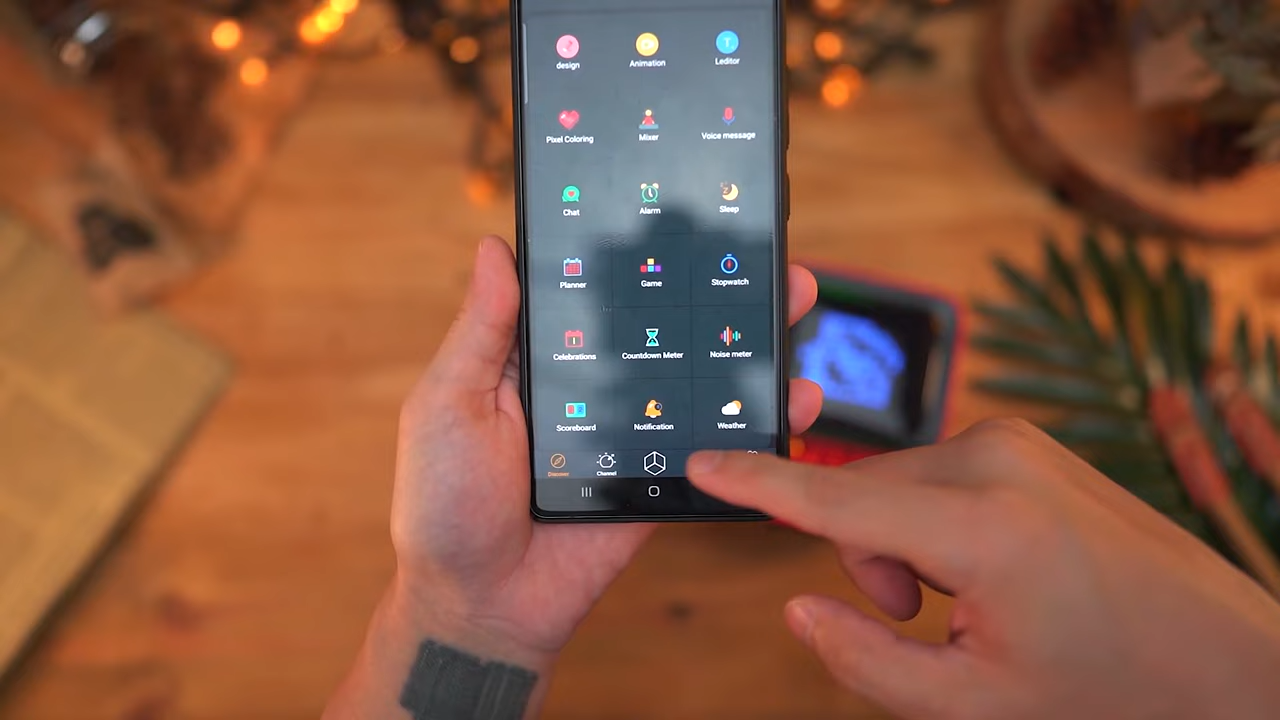 design Animation Leditor
Pixel Coloring Mixer Voice message
Chat Alarm Sleep
Planner Game Stopwatch
Celebrations Countdown Meter Noise meter
Scoreboard Notification Weather
Discover Channel